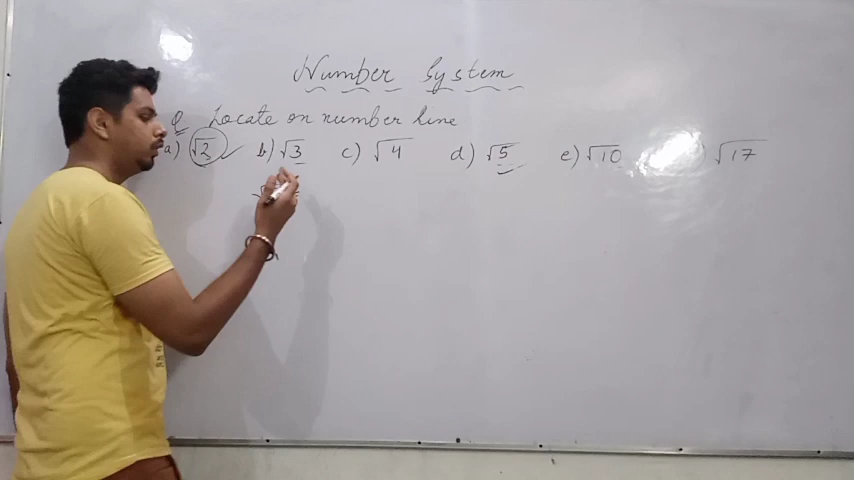 Number System
Q Locate on number line
a) √2 b) √3 c) √4 d) √5 e) √10 ) √17